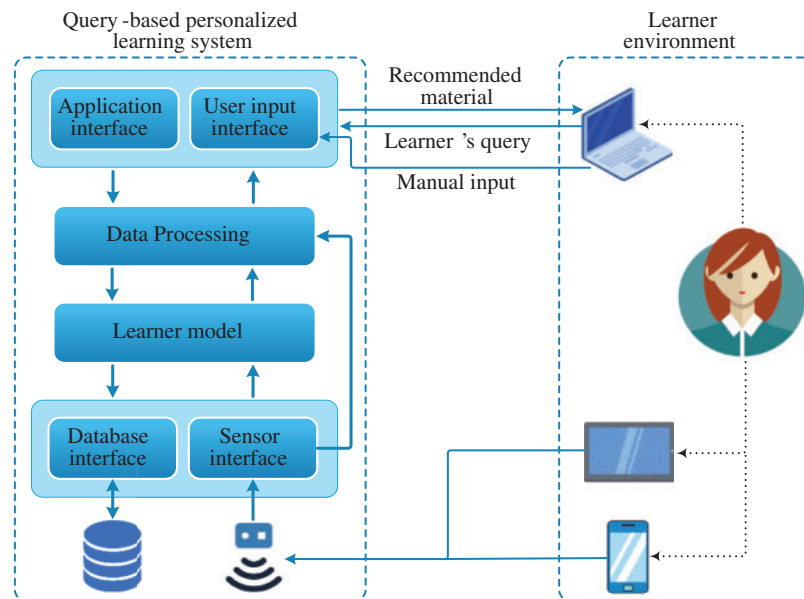 Query -based personalized
learning system
Learner
environment
Application
interface
User input
interface
Recommended
material
Learner ’s query
Manual input
Data Processing
Learner model
Database
interface
Sensor
interface